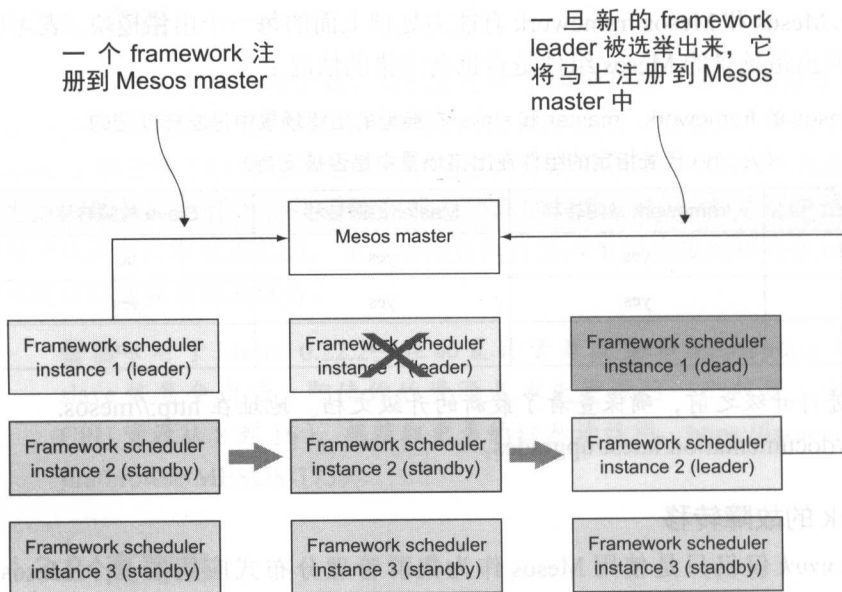 一个 framework 注
册到 Mesos master
一旦新的 framework
leader 被选举出来，它
将马上注册到 Mesos
master 中
Mesos master
Framework scheduler
instance 1 (leader)
Framework scheduler
instance 1 (leader)
Framework scheduler
instance 1 (dead)
Framework scheduler
instance 2 (standby)
Framework scheduler
instance 2 (standby)
Framework scheduler
instance 2 (leader)
Framework scheduler
instance 3 (standby)
Framework scheduler
instance 3 (standby)
Framework scheduler
instance 3 (standby)